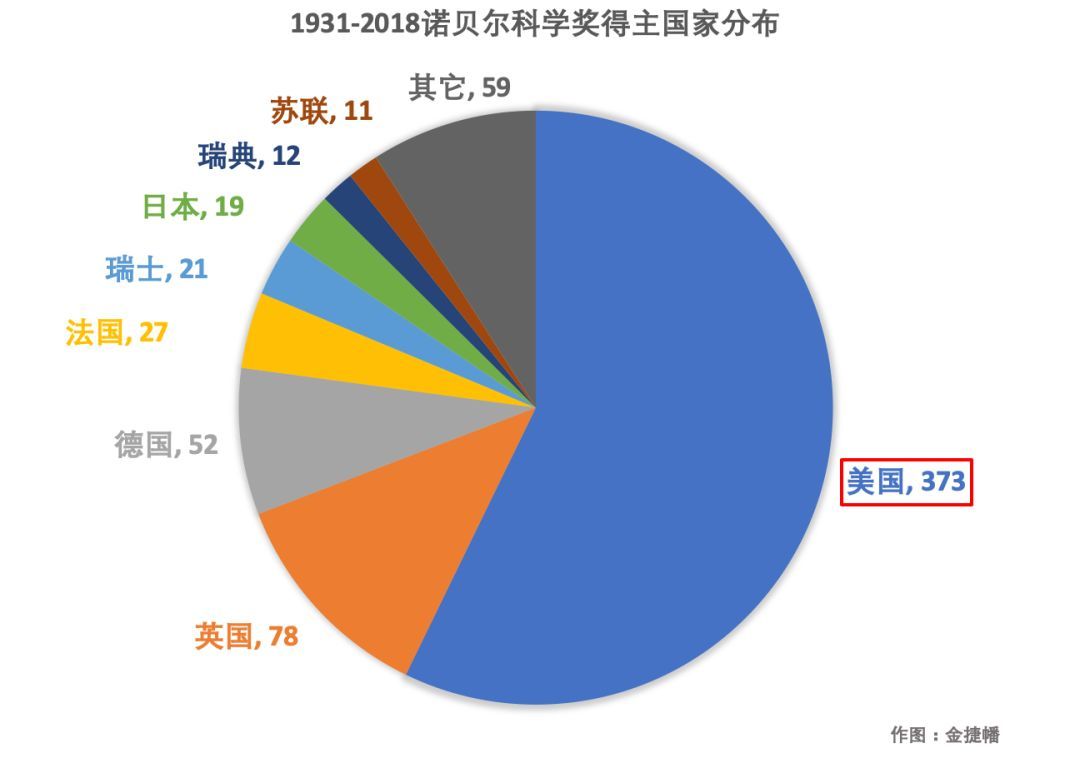 1931-2018诺贝尔科学奖得主国家分布
其它, 59
苏联, 11
瑞典, 12
日本, 19
瑞士, 21
法国, 27
德国, 52
美国, 373
英国, 78
作图：金捷幡